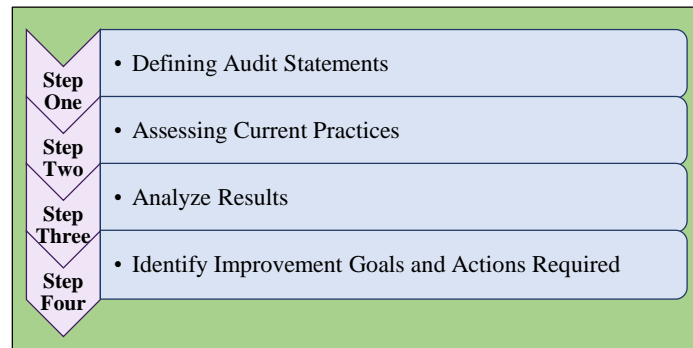 Step
One
• Defining Audit Statements
Step
Two
• Assessing Current Practices
Step
Three
• Analyze Results
Step
Four
• Identify Improvement Goals and Actions Required